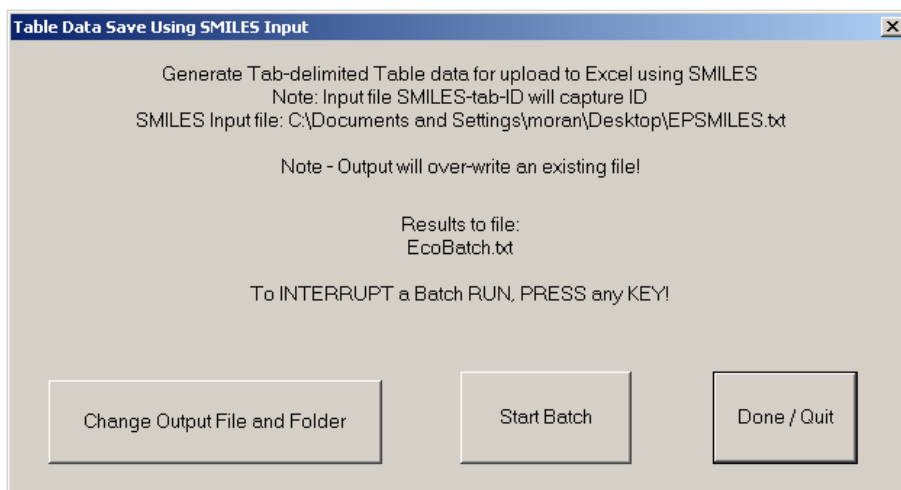 Table Data Save Using SMILES Input
Generate Tab-delimited Table data for upload to Excel using SMILES
Note: Input file SMILES-tab-ID will capture ID
SMILES Input file: C:\Documents and Settings\moran\Desktop\EPSMILES.txt
Note - Output will over-write an existing file!
Results to file:
EcoBatch.txt
To INTERRUPT a Batch RUN, PRESS any KEY!
Change Output File and Folder
Start Batch
Done / Quit